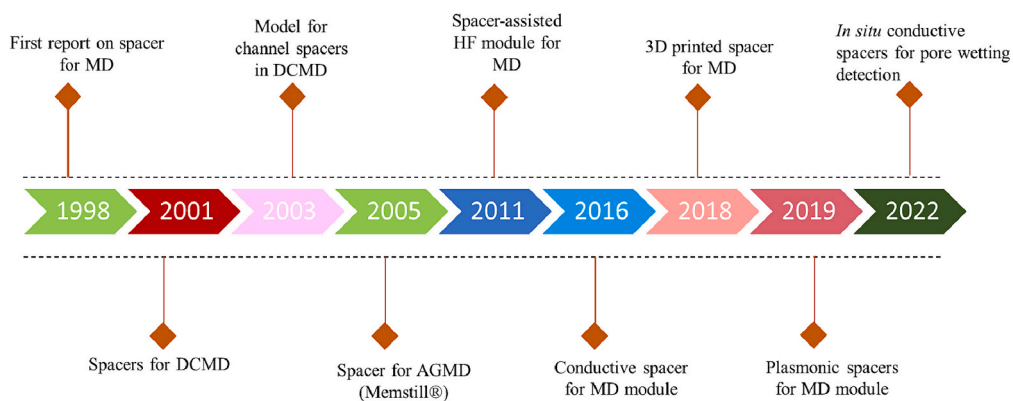 First report on spacer
for MD
Model for
channel spacers
in DCMD
Spacer-assisted
HF module for
MD
3D printed spacer
for MD
In situ conductive
spacers for pore wetting
detection
1998
2001
2003
2005
2011
2016
2018
2019
2022
Spacers for DCMD
Spacer for AGMD
(Memstill®)
Conductive spacer
for MD module
Plasmonic spacers
for MD module